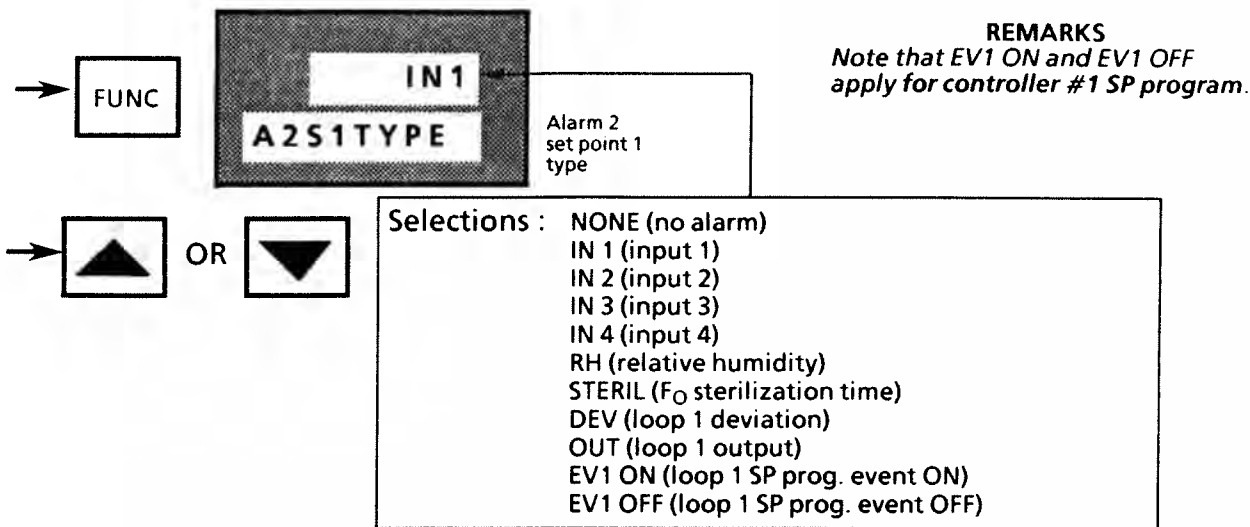 FUNC
IN1
A2S1TYPE
Alarm 2
set point 1
type
REMARKS
Note that EV1 ON and EV1 OFF
apply for controller #1 SP program.
OR
Selections : NONE (no alarm)
IN 1 (input 1)
IN 2 (input 2)
IN 3 (input 3)
IN 4 (input 4)
RH (relative humidity)
STERIL (FO sterilization time)
DEV (loop 1 deviation)
OUT (loop 1 output)
EV1 ON (loop 1 SP prog. event ON)
EV1 OFF (loop 1 SP prog. event OFF)